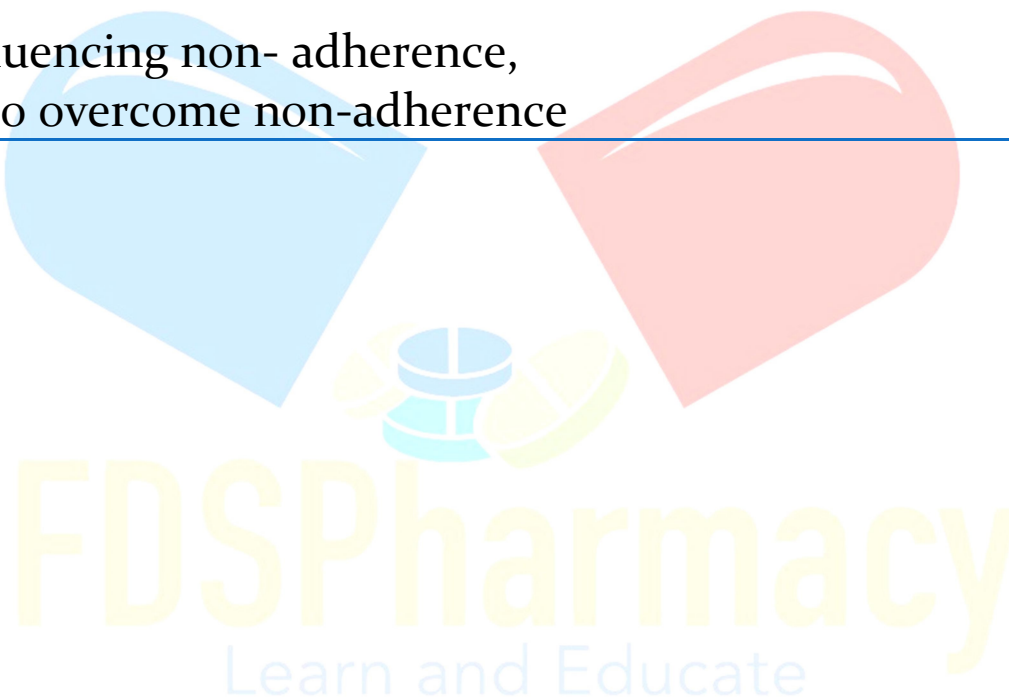 uencing non- adherence,
o overcome non-adherence
FDSPharmacy
Learn and Educate